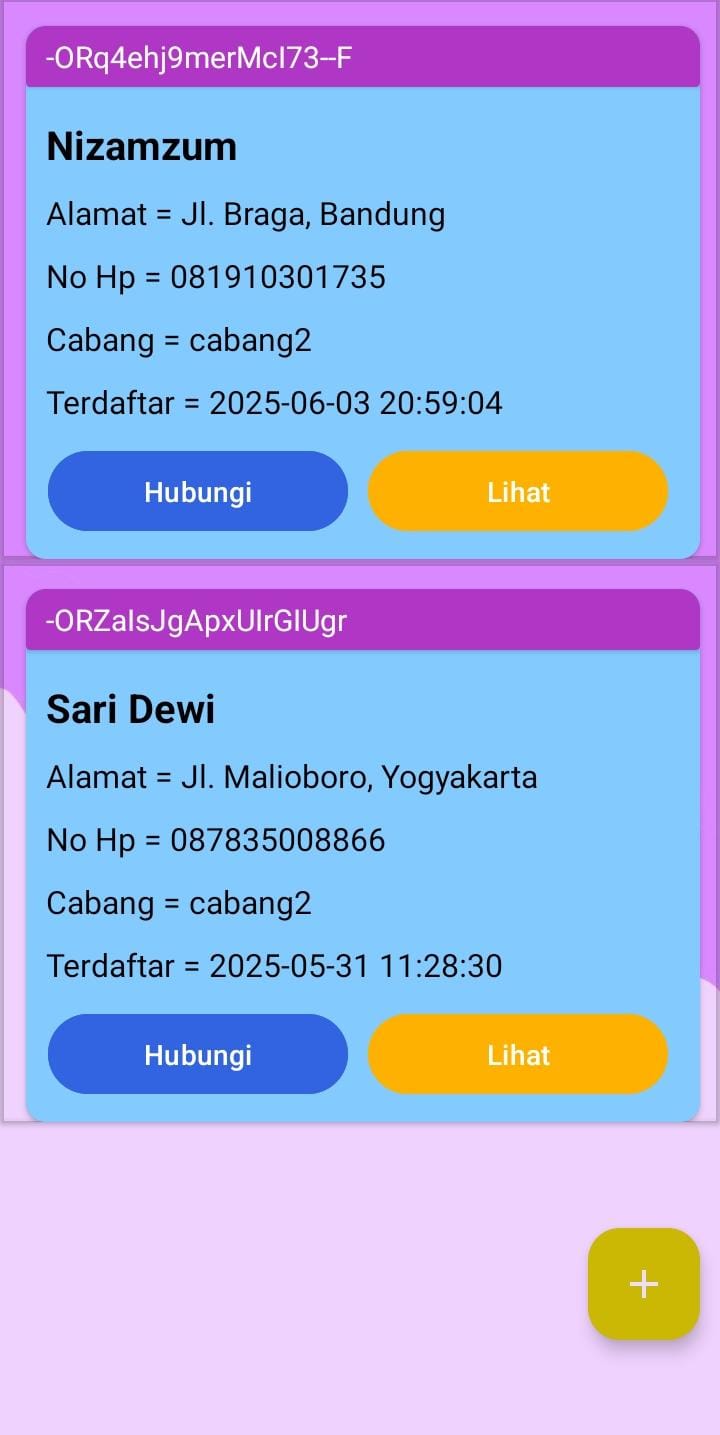 -ORq4ehj9merMcI73--F
Nizamzum
Alamat = Jl. Braga, Bandung
No Hp = 081910301735
Cabang = cabang2
Terdaftar = 2025-06-03 20:59:04
Hubungi Lihat
-ORZaIsJgApxUIrGIUgr
Sari Dewi
Alamat = Jl. Malioboro, Yogyakarta
No Hp = 087835008866
Cabang = cabang2
Terdaftar = 2025-05-31 11:28:30
Hubungi Lihat
+